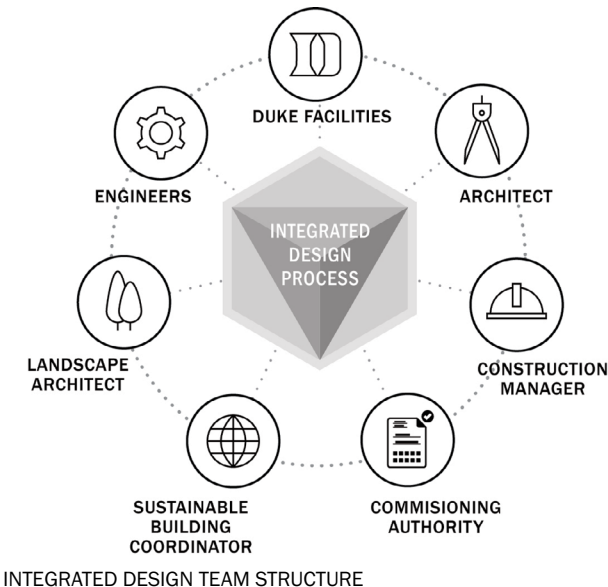 DUKE FACILITIES
ENGINEERS
ARCHITECT
INTEGRATED
DESIGN
PROCESS
LANDSCAPE
ARCHITECT
CONSTRUCTION
MANAGER
SUSTAINABLE
BUILDING
COORDINATOR
COMMISIONING
AUTHORITY
INTEGRATED DESIGN TEAM STRUCTURE